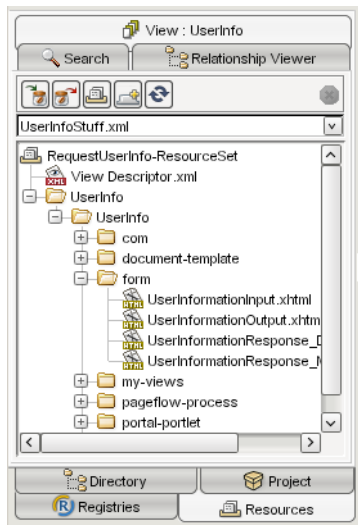 View : UserInfo
Search
Relationship Viewer
UserInfoStuff.xml
RequestUserInfo-ResourceSet
View Descriptor.xml
UserInfo
UserInfo
com
document-template
form
UserInformationInput.xhtml
UserInformationOutput.xhtm
UserInformationResponse_
UserInformationResponse_
my-views
pageflow-process
portal-portlet
Directory
Project
Registries
Resources